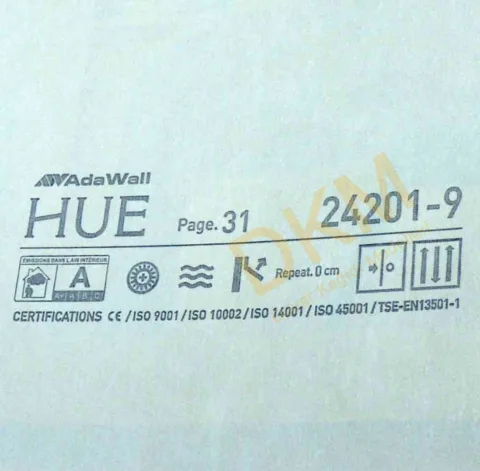 AdaWall
HUE Page. 31 24201-9
ÉMISSIONS DANS L'AIR INTÉRIEUR
A
A+ A B C
Repeat. 0 cm
CERTIFICATIONS CE / ISO 9001 / ISO 10002 / ISO 14001 / ISO 45001 / TSE-EN13501-1
DKM